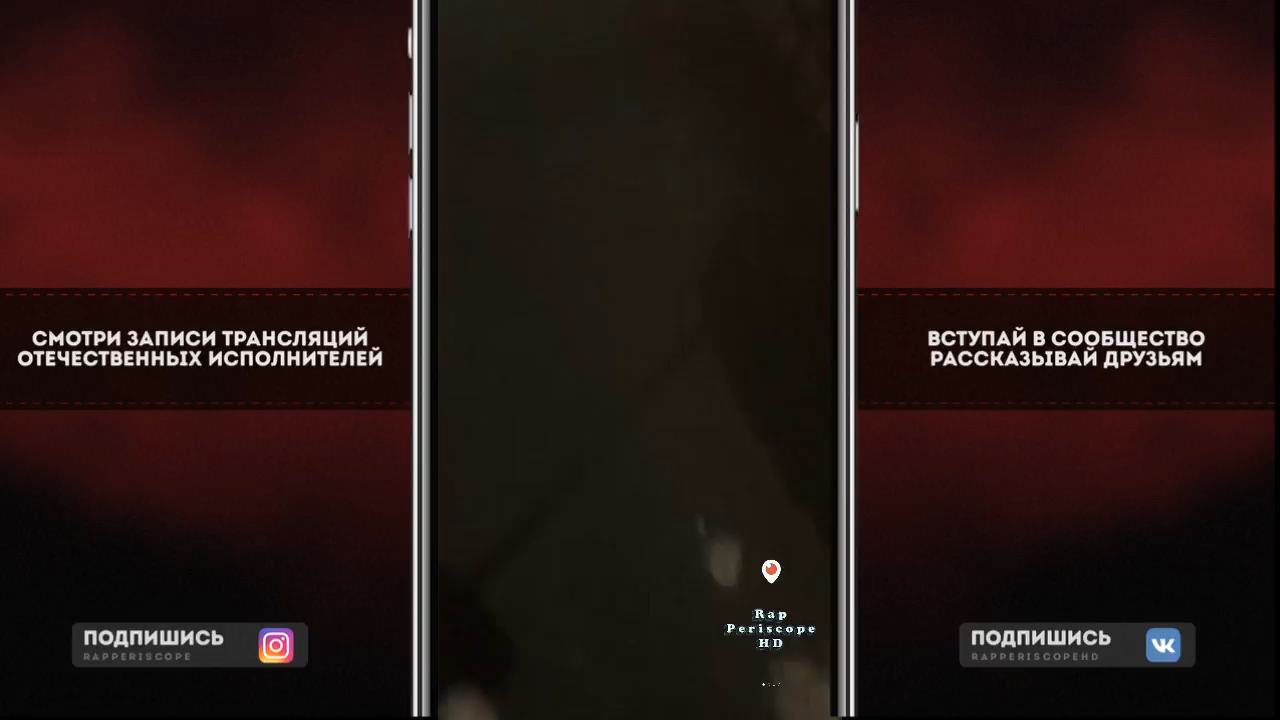 СМОТРИ ЗАПИСИ ТРАНСЛЯЦИЙ
ОТЕЧЕСТВЕННЫХ ИСПОЛНИТЕЛЕЙ
ВСТУПАЙ В СООБЩЕСТВО
РАССКАЗЫВАЙ ДРУЗЬЯМ
Rap
Periscope
HD
ПОДПИШИСЬ
RAPPERISCOPE
ПОДПИШИСЬ
RAPPERISCOPEHD